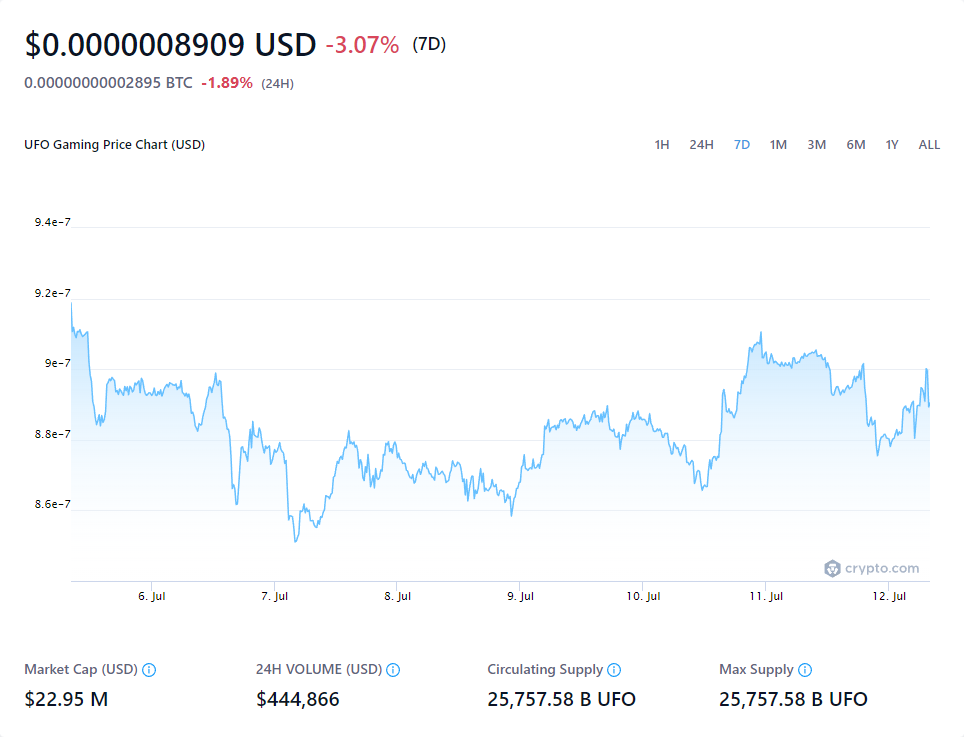 $0.0000008909 USD -3.07% (7D)
0.00000000002895 BTC -1.89% (24H)
UFO Gaming Price Chart (USD) 1H 24H 7D 1M 3M 6M 1Y ALL
9.4e-7
9.2e-7
9e-7
8.8e-7
8.6e-7
crypto.com
6. Jul 7. Jul 8. Jul 9. Jul 10. Jul 11. Jul 12. Jul
Market Cap (USD) 24H VOLUME (USD) Circulating Supply Max Supply
$22.95 M $444,866 25,757.58 B UFO 25,757.58 B UFO